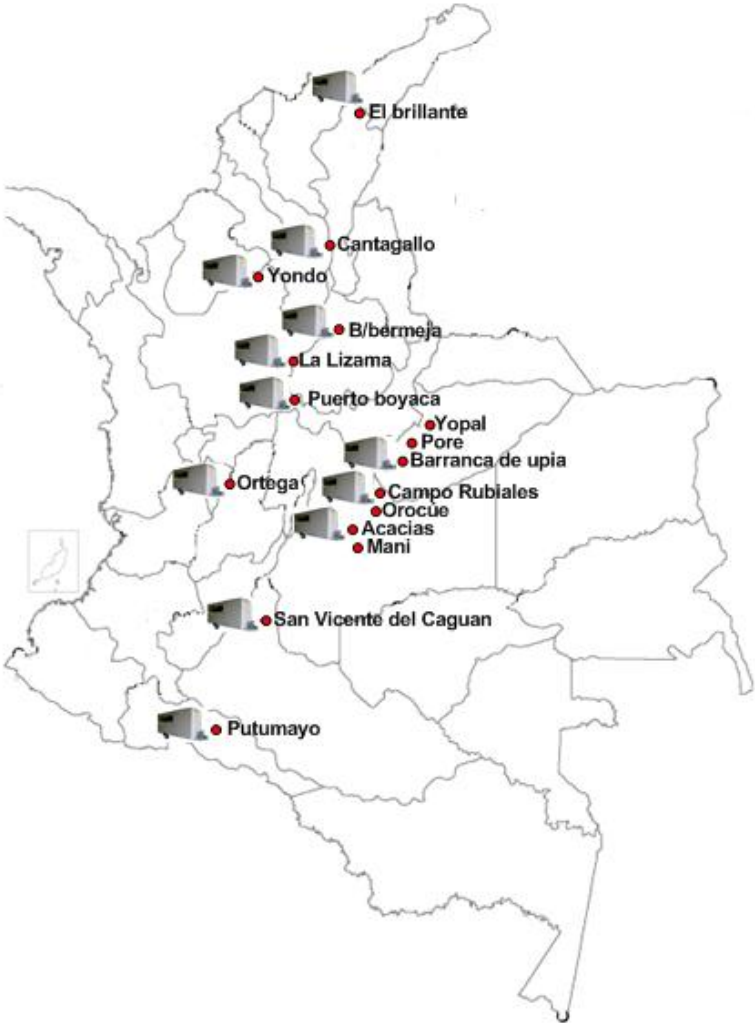 El brillante
Cantagallo
Yondo
B/bermeja
La Lizama
Puerto boyaca
Yopal
Pore
Barranca de upia
Ortega
Campo Rubiales
Orocue
Acacias
Mani
San Vicente del Caguan
Putumayo